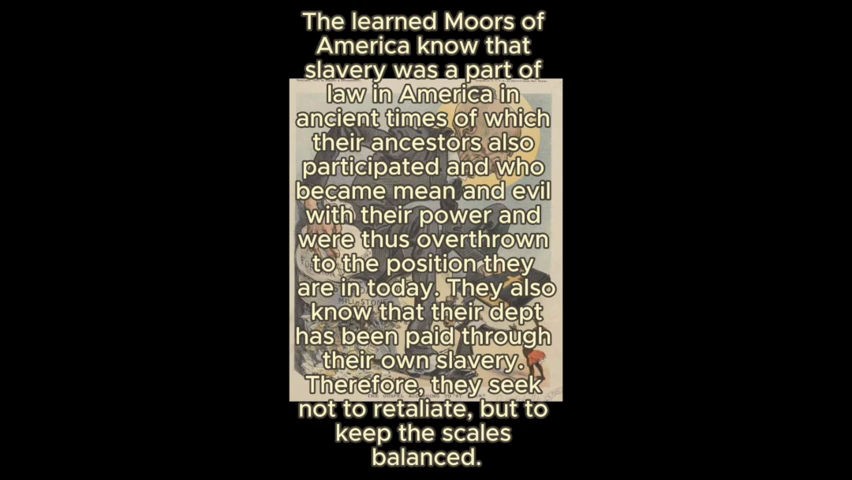 The learned Moors of
America know that
slavery was a part of
law in America in
ancient times of which
their ancestors also
participated and who
became mean and evil
with their power and
were thus overthrown
to the position they
are in today. They also
know that their dept
has been paid through
their own slavery.
Therefore, they seek
not to retaliate, but to
keep the scales
balanced.